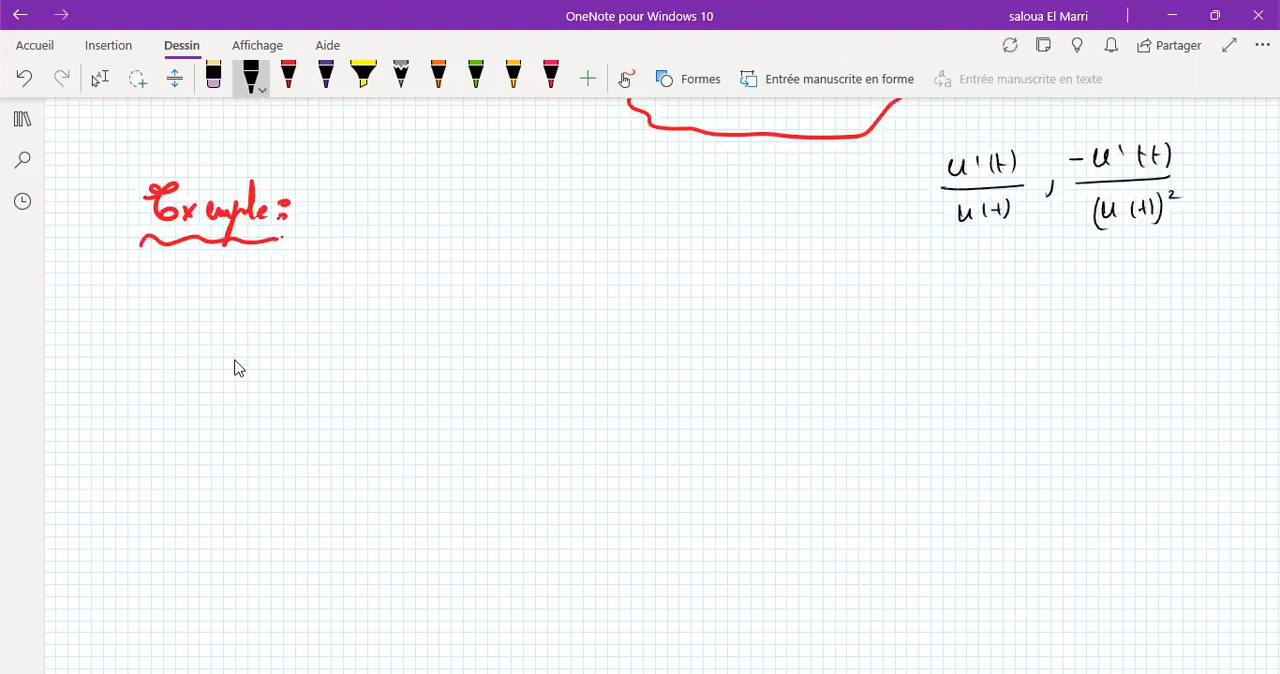 OneNote pour Windows 10
saloua El Marri
Accueil Insertion Dessin Affichage Aide
Partager
Formes Entrée manuscrite en forme Entrée manuscrite en texte
u'(t) / u(t) , -u'(t) / (u(t))²
Exemple: